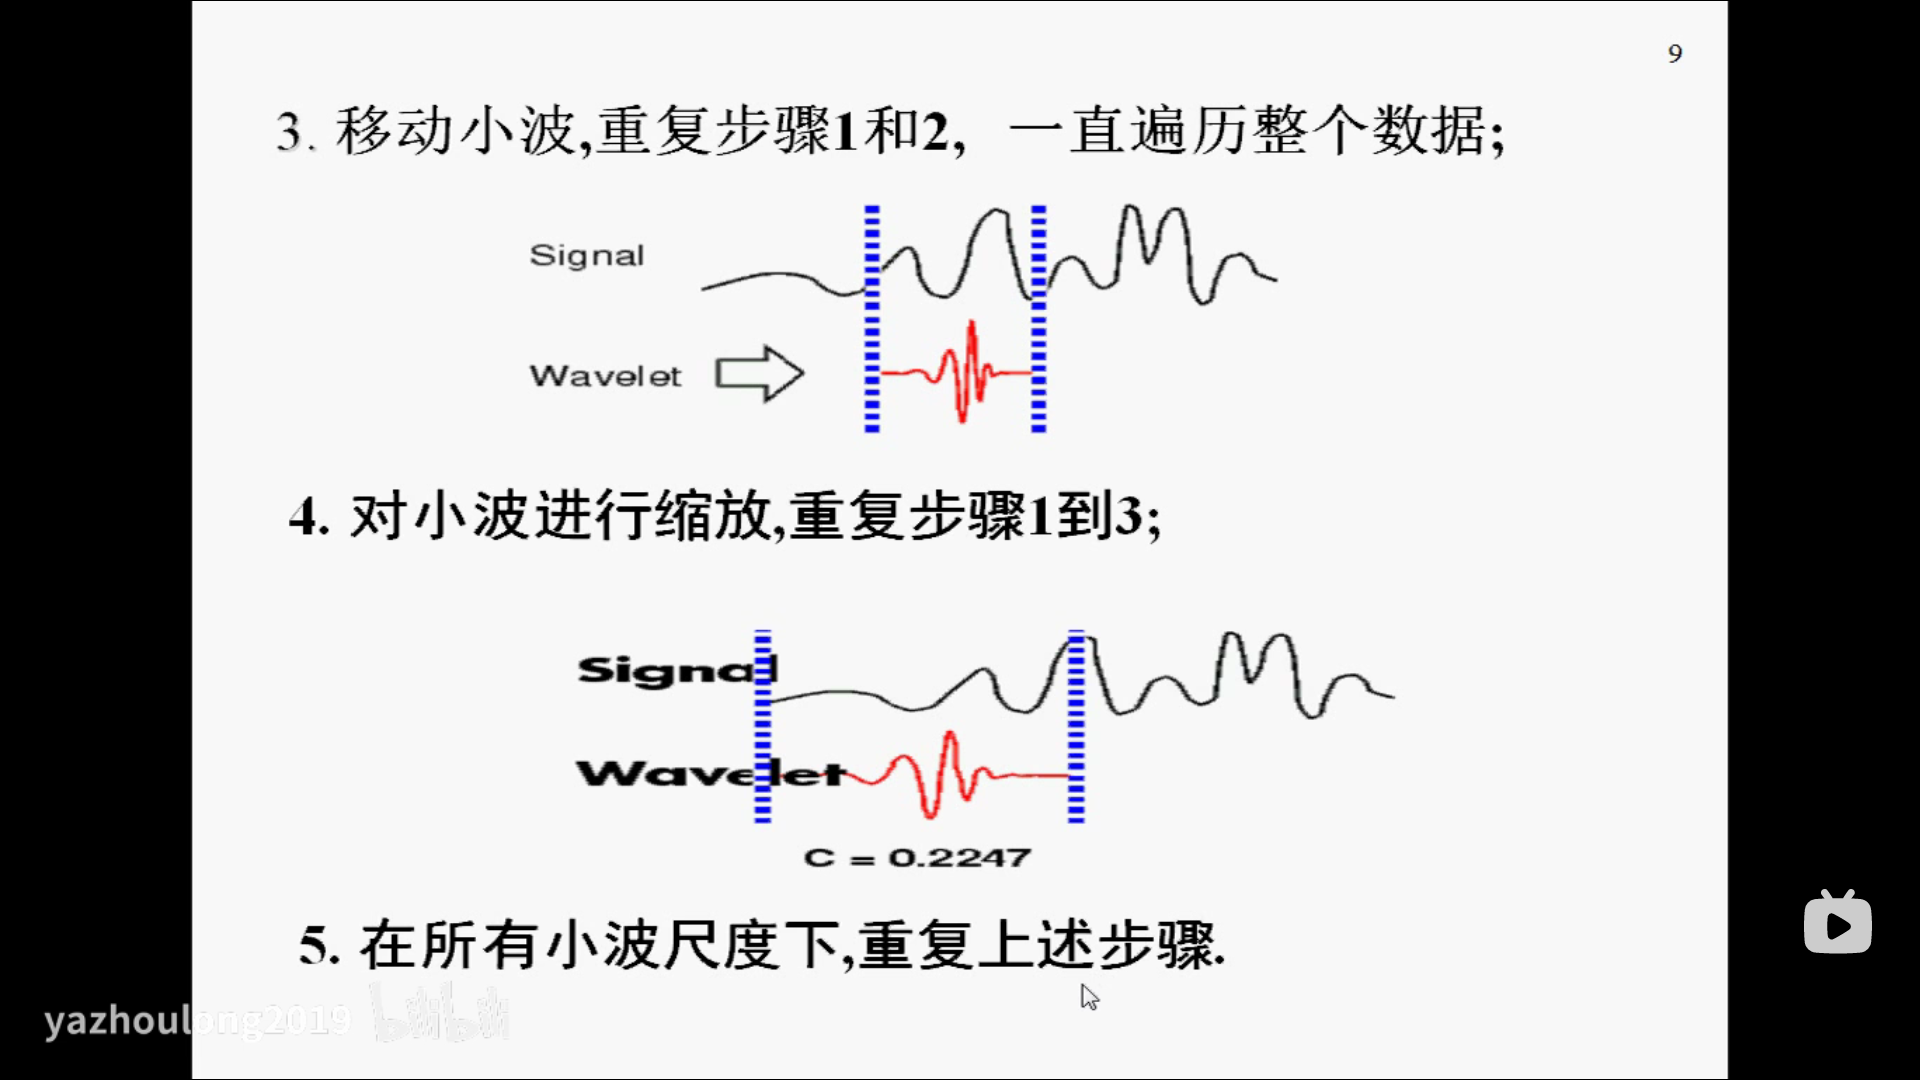 9
3. 移动小波,重复步骤1和2, 一直遍历整个数据;
Signal
Wavelet
4. 对小波进行缩放,重复步骤1到3;
Signal
Wavelet
C = 0.2247
5. 在所有小波尺度下,重复上述步骤.
yazhoulong2019 bilibili